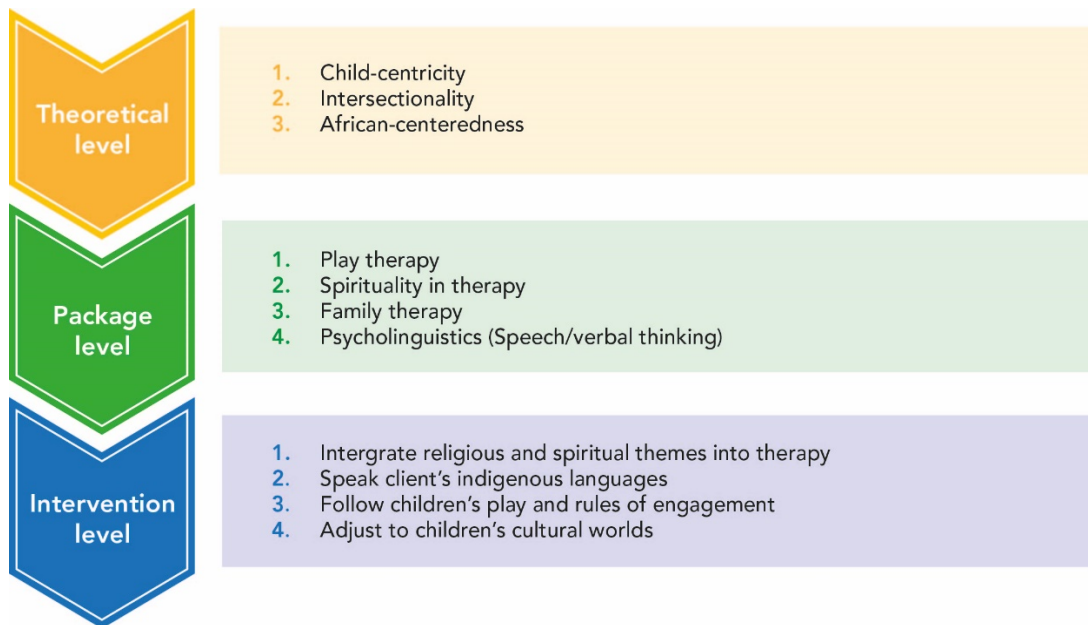 Theoretical
level
1. Child-centricity
2. Intersectionality
3. African-centeredness
Package
level
1. Play therapy
2. Spirituality in therapy
3. Family therapy
4. Psycholinguistics (Speech/verbal thinking)
Intervention
level
1. Intergrate religious and spiritual themes into therapy
2. Speak client’s indigenous languages
3. Follow children’s play and rules of engagement
4. Adjust to children’s cultural worlds